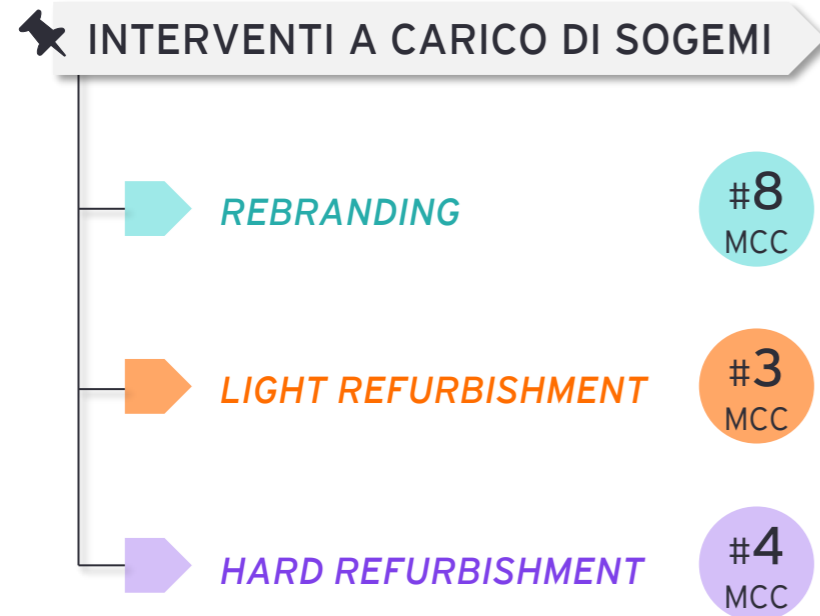 INTERVENTI A CARICO DI SOGEMI
REBRANDING
#8
MCC
LIGHT REFURBISHMENT
#3
MCC
HARD REFURBISHMENT
#4
MCC